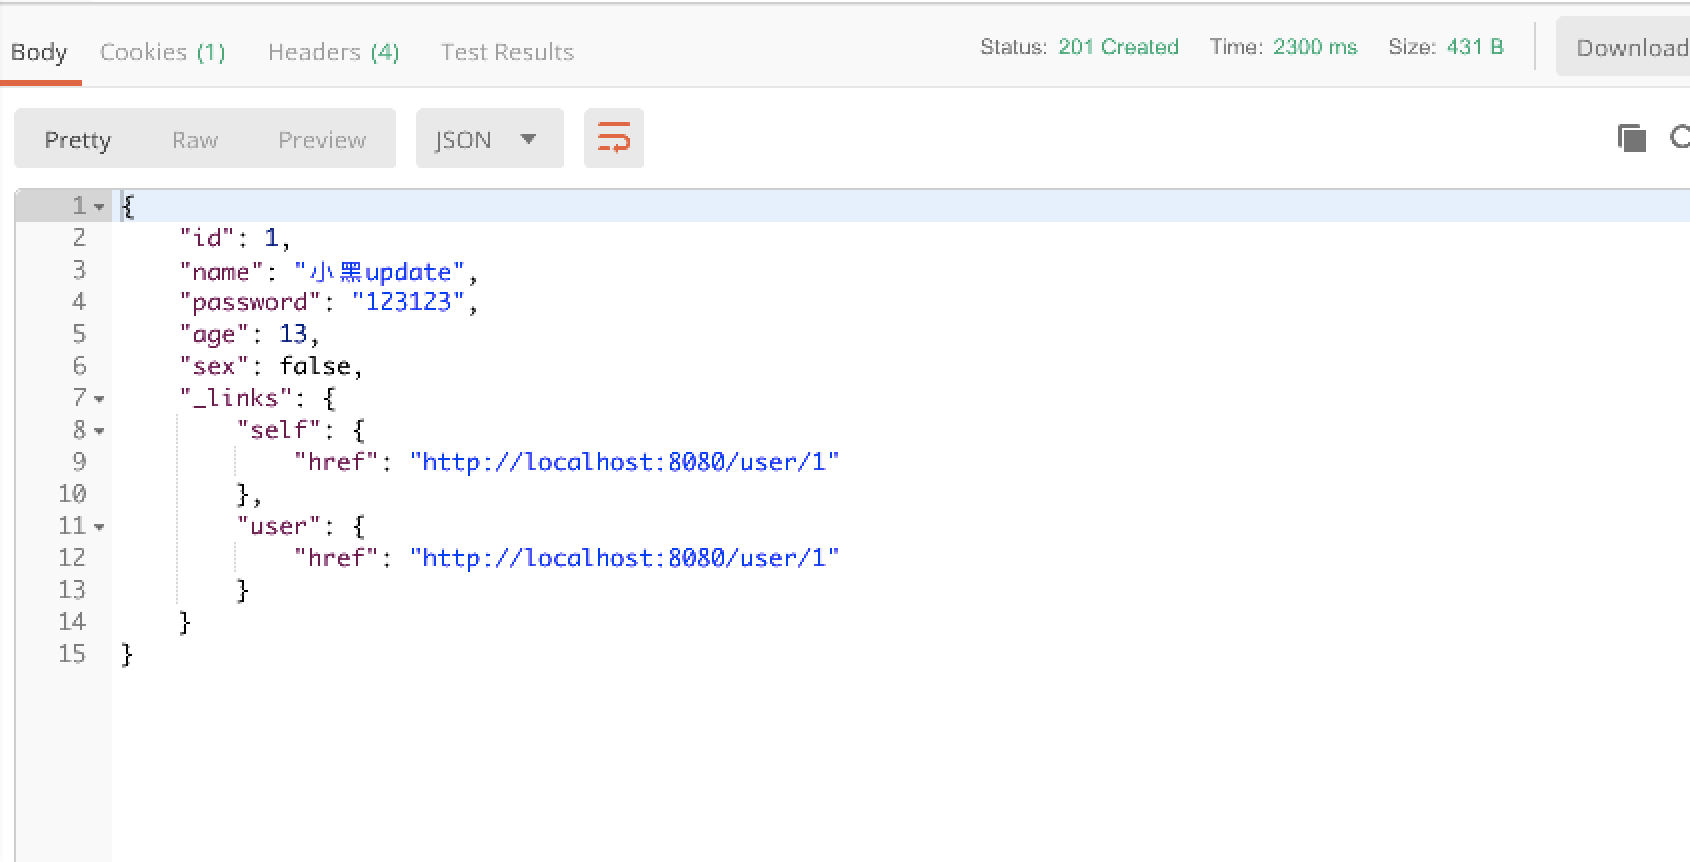 Body Cookies (1) Headers (4) Test Results Status: 201 Created Time: 2300 ms Size: 431 B Download
Pretty Raw Preview JSON
1 {
2 "id": 1,
3 "name": "小黑update",
4 "password": "123123",
5 "age": 13,
6 "sex": false,
7 "_links": {
8 "self": {
9 "href": "http://localhost:8080/user/1"
10 },
11 "user": {
12 "href": "http://localhost:8080/user/1"
13 }
14 }
15 }